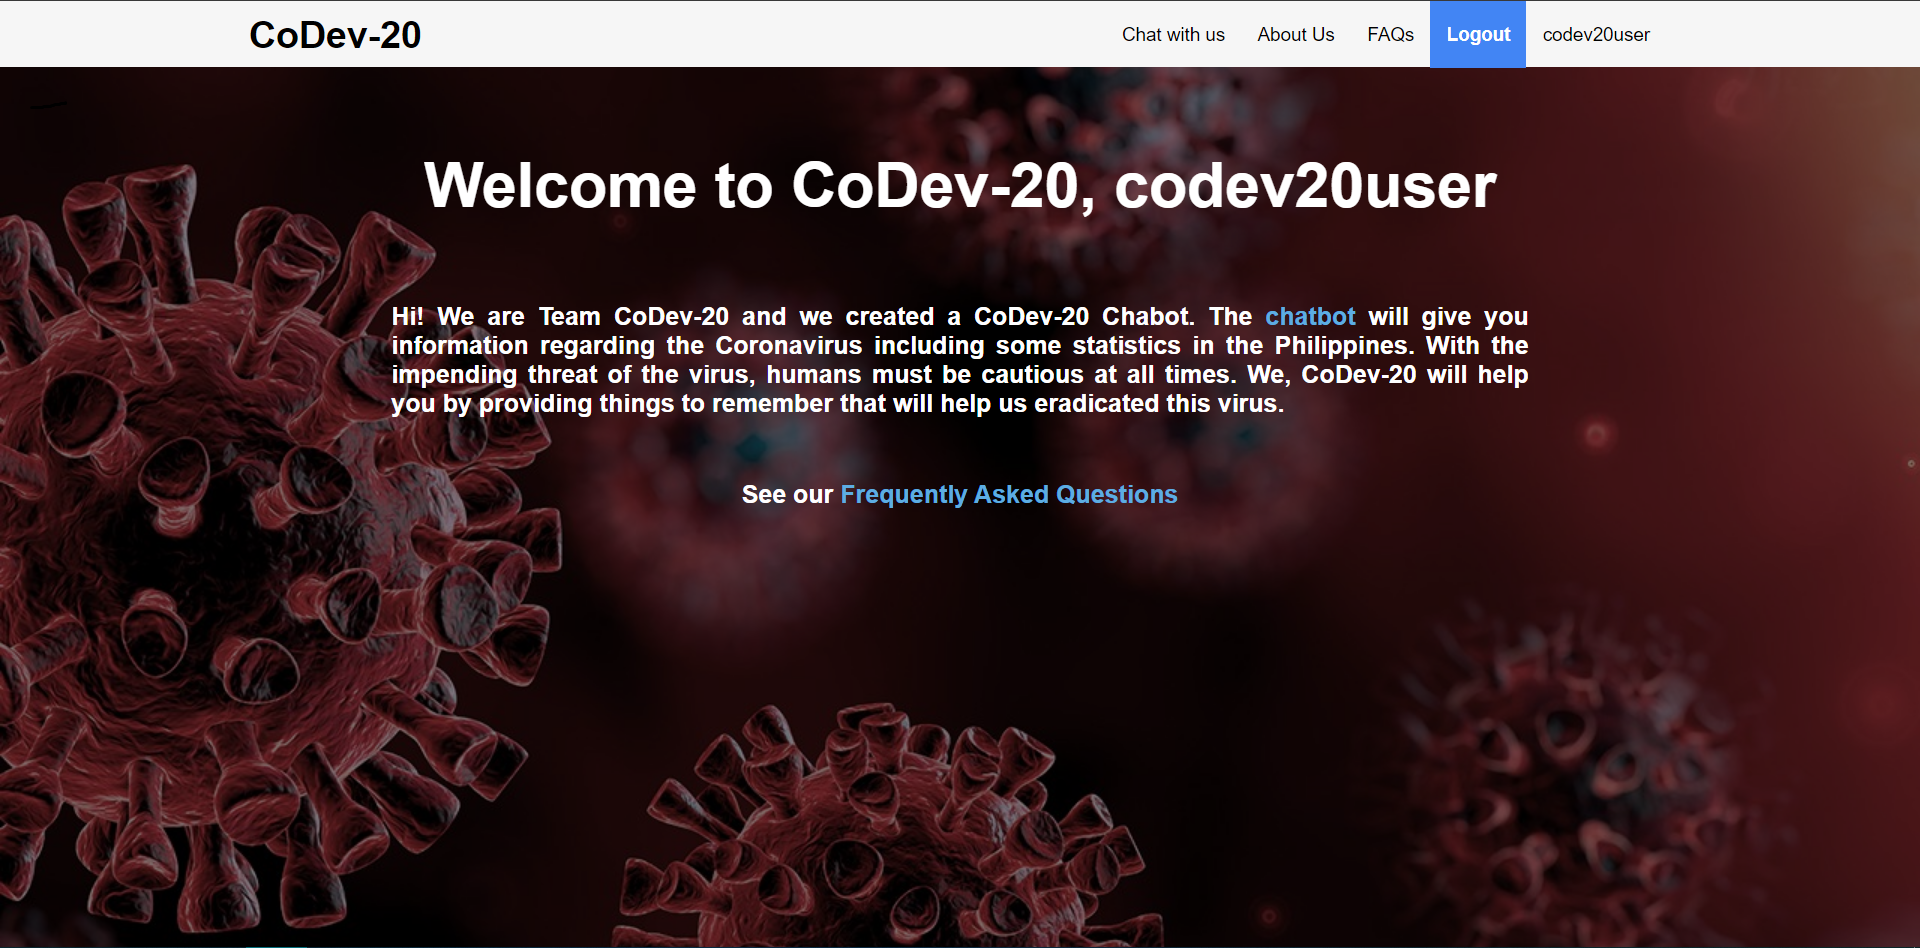 CoDev-20
Chat with us
About Us
FAQs
Logout
codev20user
Welcome to CoDev-20, codev20user
Hi! We are Team CoDev-20 and we created a CoDev-20 Chabot. The chatbot will give you
information regarding the Coronavirus including some statistics in the Philippines. With the
impending threat of the virus, humans must be cautious at all times. We, CoDev-20 will help
you by providing things to remember that will help us eradicated this virus.
See our Frequently Asked Questions